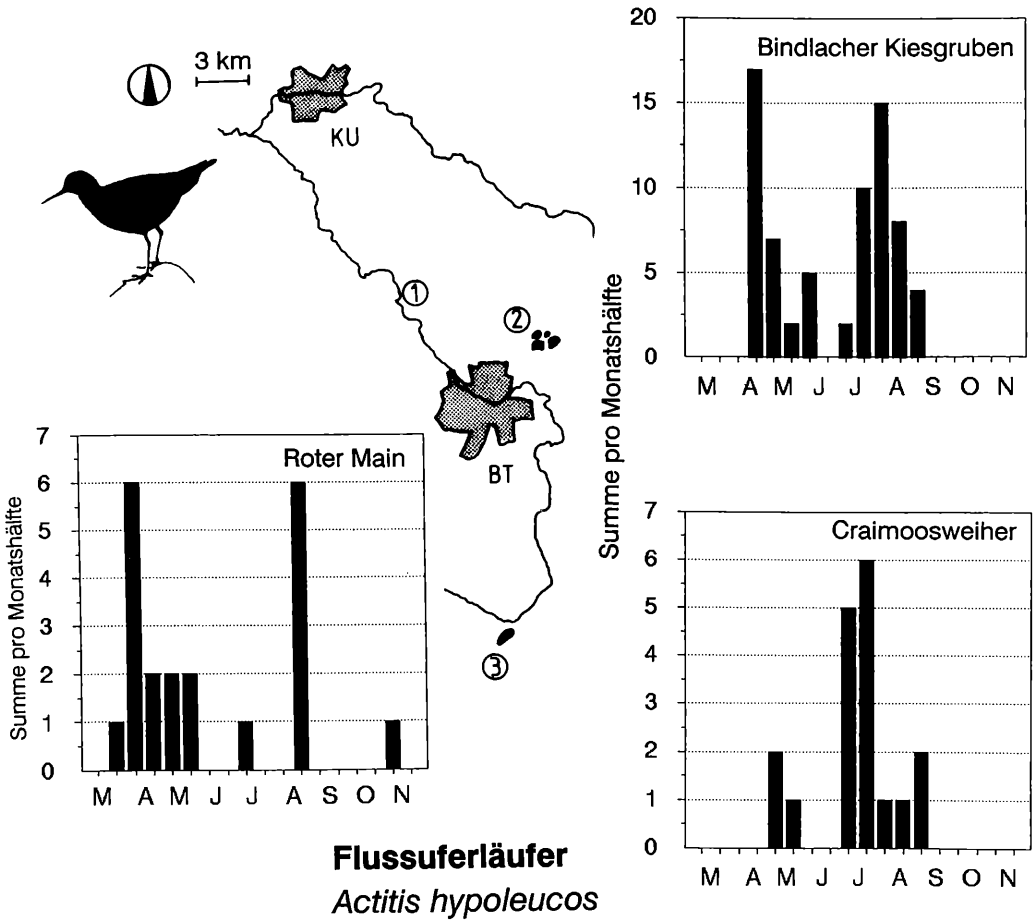 3 km
KU
①
②
BT
③
Bindlacher Kiesgruben
20
15
10
5
0
M A M J J A S O N
Summe pro Monatshälfte
Roter Main
7
6
5
4
3
2
1
0
M A M J J A S O N
Summe pro Monatshälfte
Craimoosweiher
7
6
5
4
3
2
1
0
M A M J J A S O N
Flussuferläufer
Actitis hypoleucos